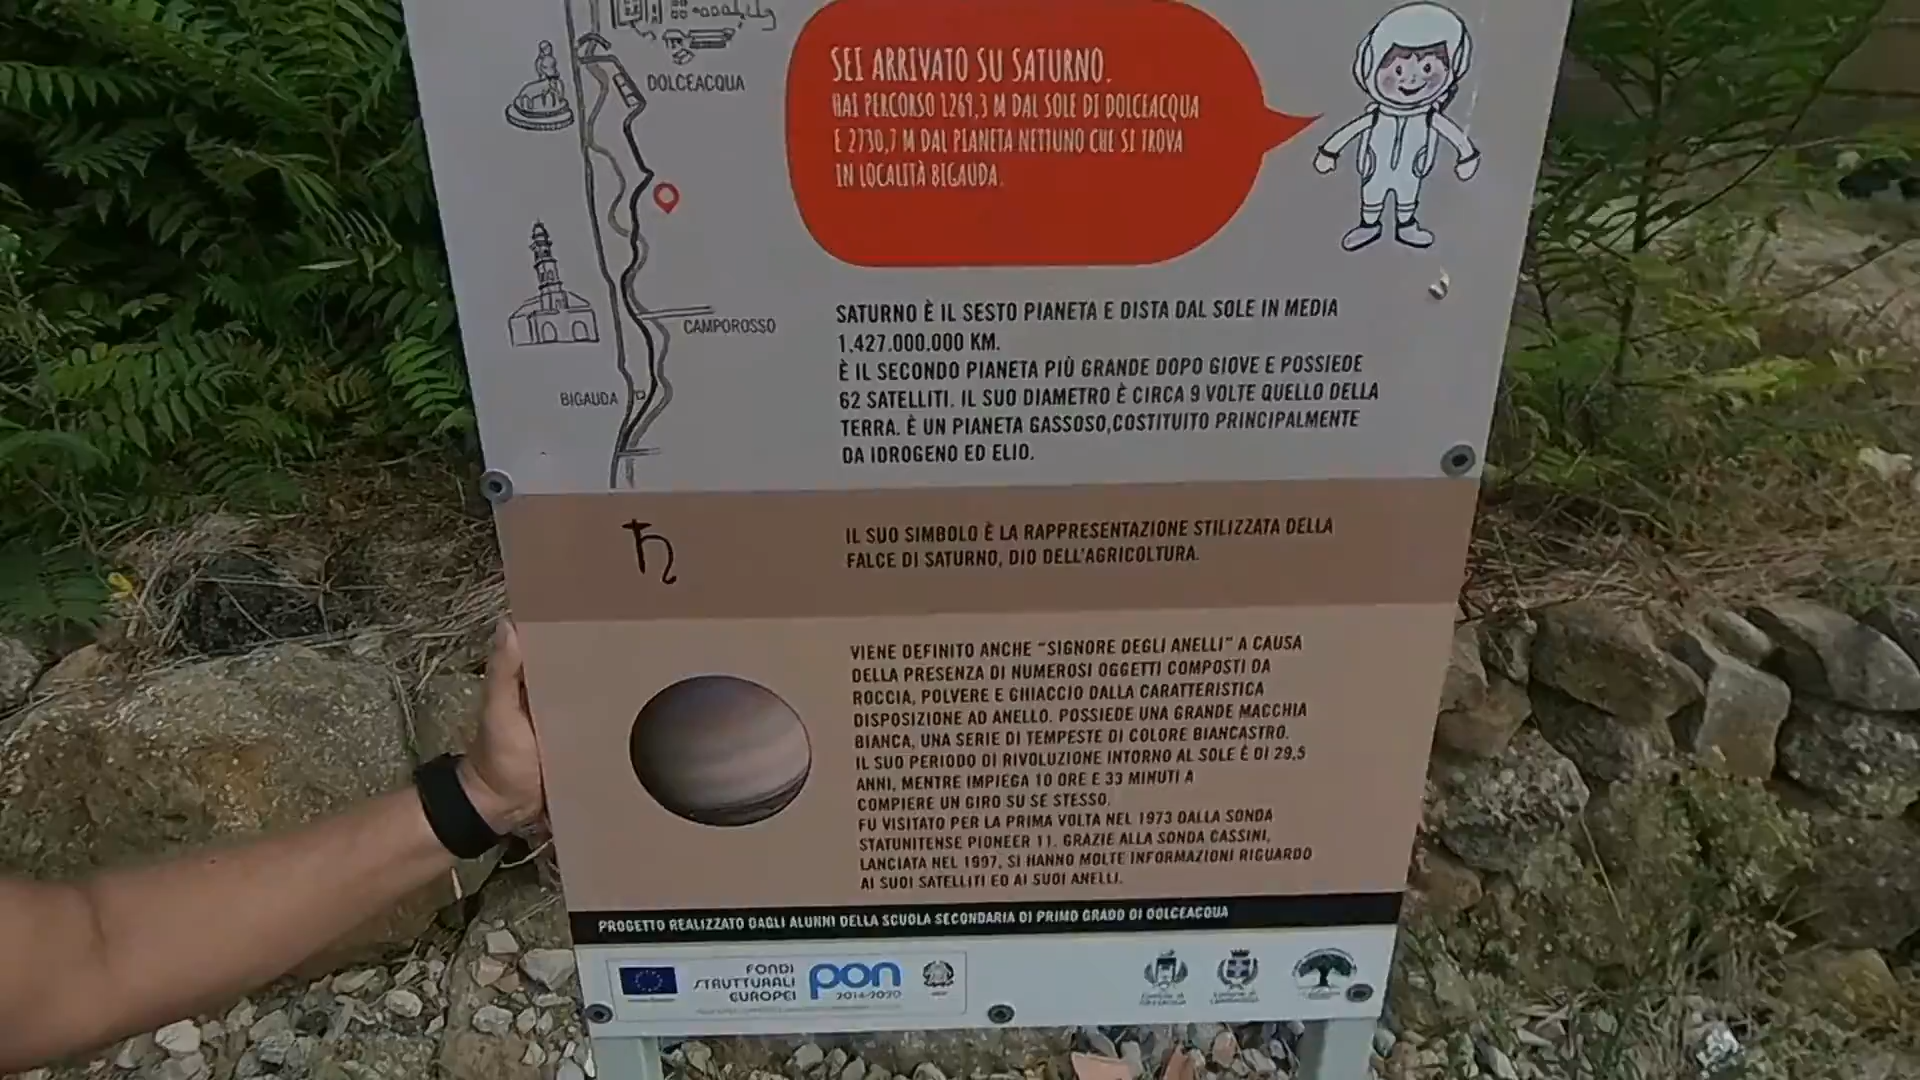 DOLCEACQUA
SEI ARRIVATO SU SATURNO.
HAI PERCORSO 1269,3 M DAL SOLE DI DOLCEACQUA
E 2730,7 M DAL PIANETA NETTUNO CHE SI TROVA
IN LOCALITÀ BIGAUDA.
CAMPOROSSO
BIGAUDA
SATURNO È IL SESTO PIANETA E DISTA DAL SOLE IN MEDIA
1.427.000.000 KM.
È IL SECONDO PIANETA PIÙ GRANDE DOPO GIOVE E POSSIEDE
62 SATELLITI. IL SUO DIAMETRO È CIRCA 9 VOLTE QUELLO DELLA
TERRA. È UN PIANETA GASSOSO,COSTITUITO PRINCIPALMENTE
DA IDROGENO ED ELIO.
♄
IL SUO SIMBOLO È LA RAPPRESENTAZIONE STILIZZATA DELLA
FALCE DI SATURNO, DIO DELL'AGRICOLTURA.
VIENE DEFINITO ANCHE "SIGNORE DEGLI ANELLI" A CAUSA
DELLA PRESENZA DI NUMEROSI OGGETTI COMPOSTI DA
ROCCIA, POLVERE E GHIACCIO DALLA CARATTERISTICA
DISPOSIZIONE AD ANELLO. POSSIEDE UNA GRANDE MACCHIA
BIANCA, UNA SERIE DI TEMPESTE DI COLORE BIANCASTRO.
IL SUO PERIODO DI RIVOLUZIONE INTORNO AL SOLE È DI 29,5
ANNI, MENTRE IMPIEGA 10 ORE E 33 MINUTI A
COMPIERE UN GIRO SU SE STESSO.
FU VISITATO PER LA PRIMA VOLTA NEL 1973 DALLA SONDA
STATUNITENSE PIONEER 11. GRAZIE ALLA SONDA CASSINI,
LANCIATA NEL 1997, SI HANNO MOLTE INFORMAZIONI RIGUARDO
AI SUOI SATELLITI ED AI SUOI ANELLI.
PROGETTO REALIZZATO DAGLI ALUNNI DELLA SCUOLA SECONDARIA DI PRIMO GRADO DI DOLCEACQUA
FONDI
STRUTTURALI
EUROPEI
pon
2014-2020